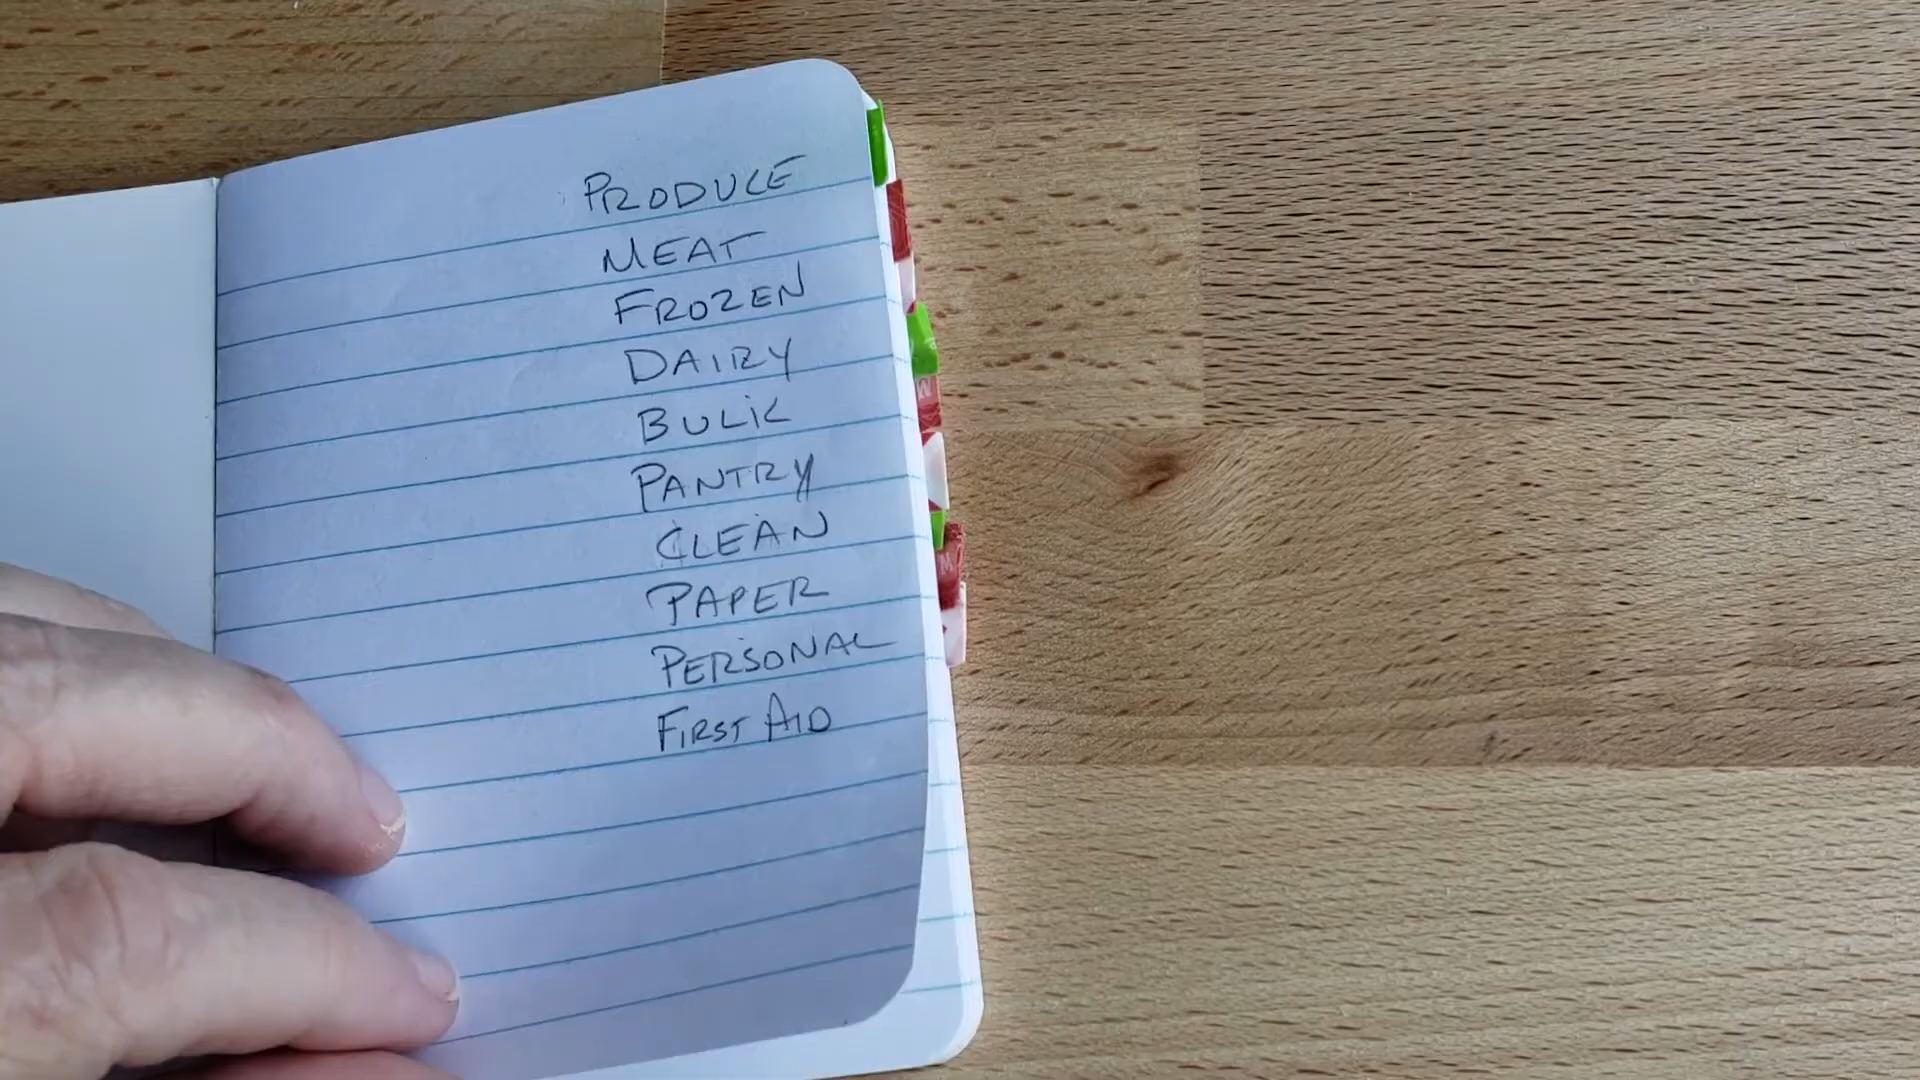 PRODUCE
MEAT
FROZEN
DAIRY
BULK
PANTRY
CLEAN
PAPER
PERSONAL
FIRST AID